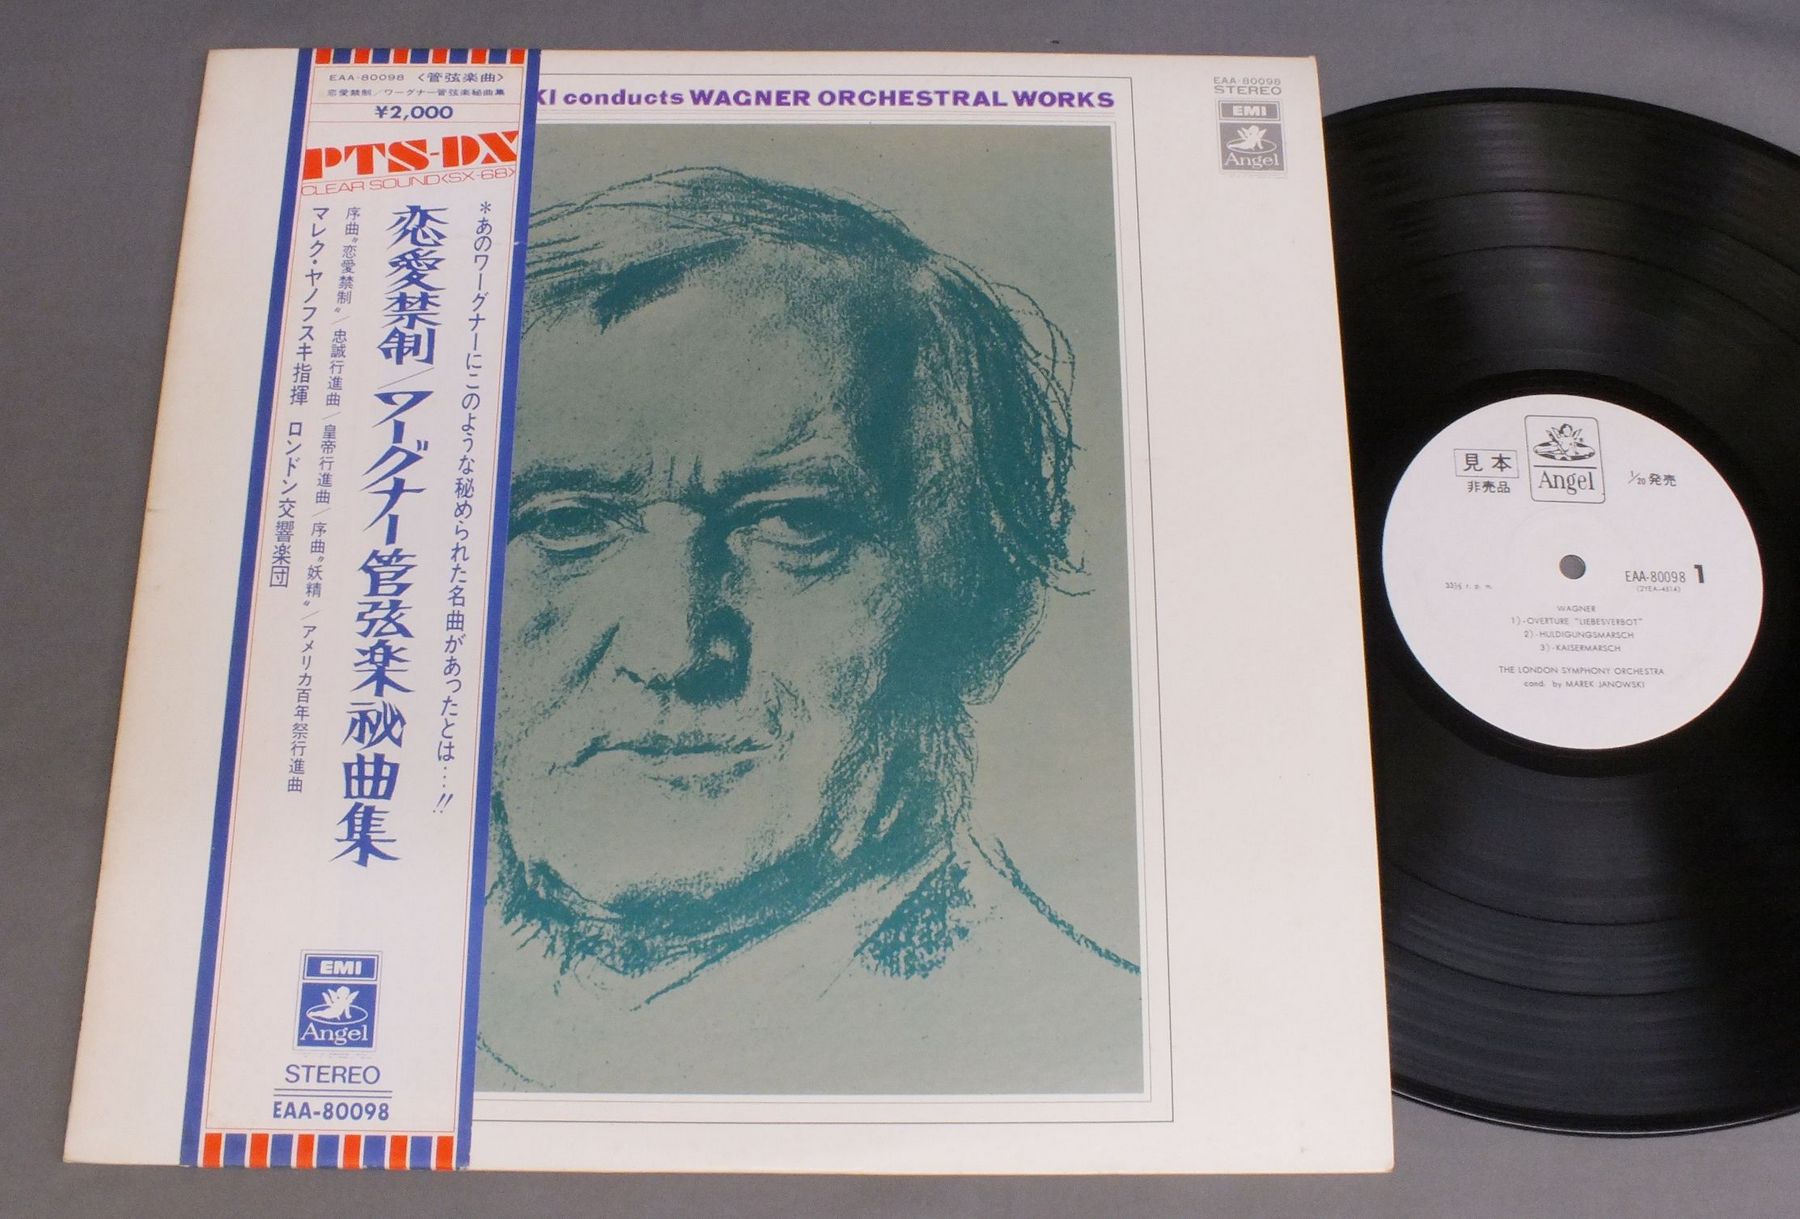 EAA-80098 〈管弦楽曲〉
恋愛禁制/ワーグナー管弦楽秘曲集
¥2,000
PTS-DX
CLEAR SOUND〈SX-68〉
*あのワーグナーにこのような秘められた名曲があったとは…!!
恋愛禁制/ワーグナー管弦楽秘曲集
序曲〝恋愛禁制〟/忠誠行進曲/皇帝行進曲/序曲〝妖精〟/アメリカ百年祭行進曲
マレク・ヤノフスキ指揮 ロンドン交響楽団
EMI
Angel
STEREO
EAA-80098
KI conducts WAGNER ORCHESTRAL WORKS
EAA-80098
STEREO
EMI
Angel
見本
非売品
Angel
1/20発売
33⅓ r. p. m.
EAA-80098 1
(2YEA-4514)
WAGNER
1)-OVERTURE "LIEBESVERBOT"
2)-HULDIGUNGSMARSCH
3)-KAISERMARSCH
THE LONDON SYMPHONY ORCHESTRA
cond. by MAREK JANOWSKI